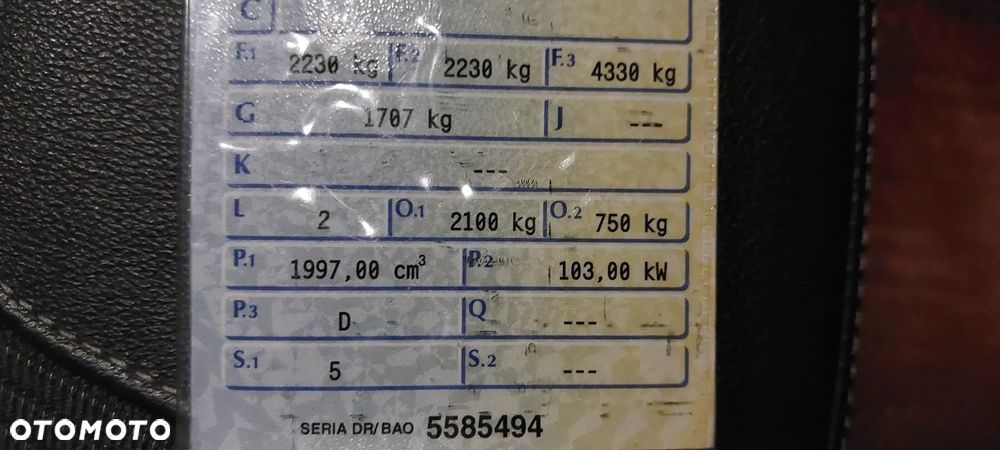 C
F.1 2230 kg F.2 2230 kg F.3 4330 kg
G 1707 kg J ---
K ---
L 2 O.1 2100 kg O.2 750 kg
P.1 1997,00 cm³ P.2 103,00 kW
P.3 D Q ---
S.1 5 S.2 ---
SERIA DR/BAO 5585494
OTOMOTO